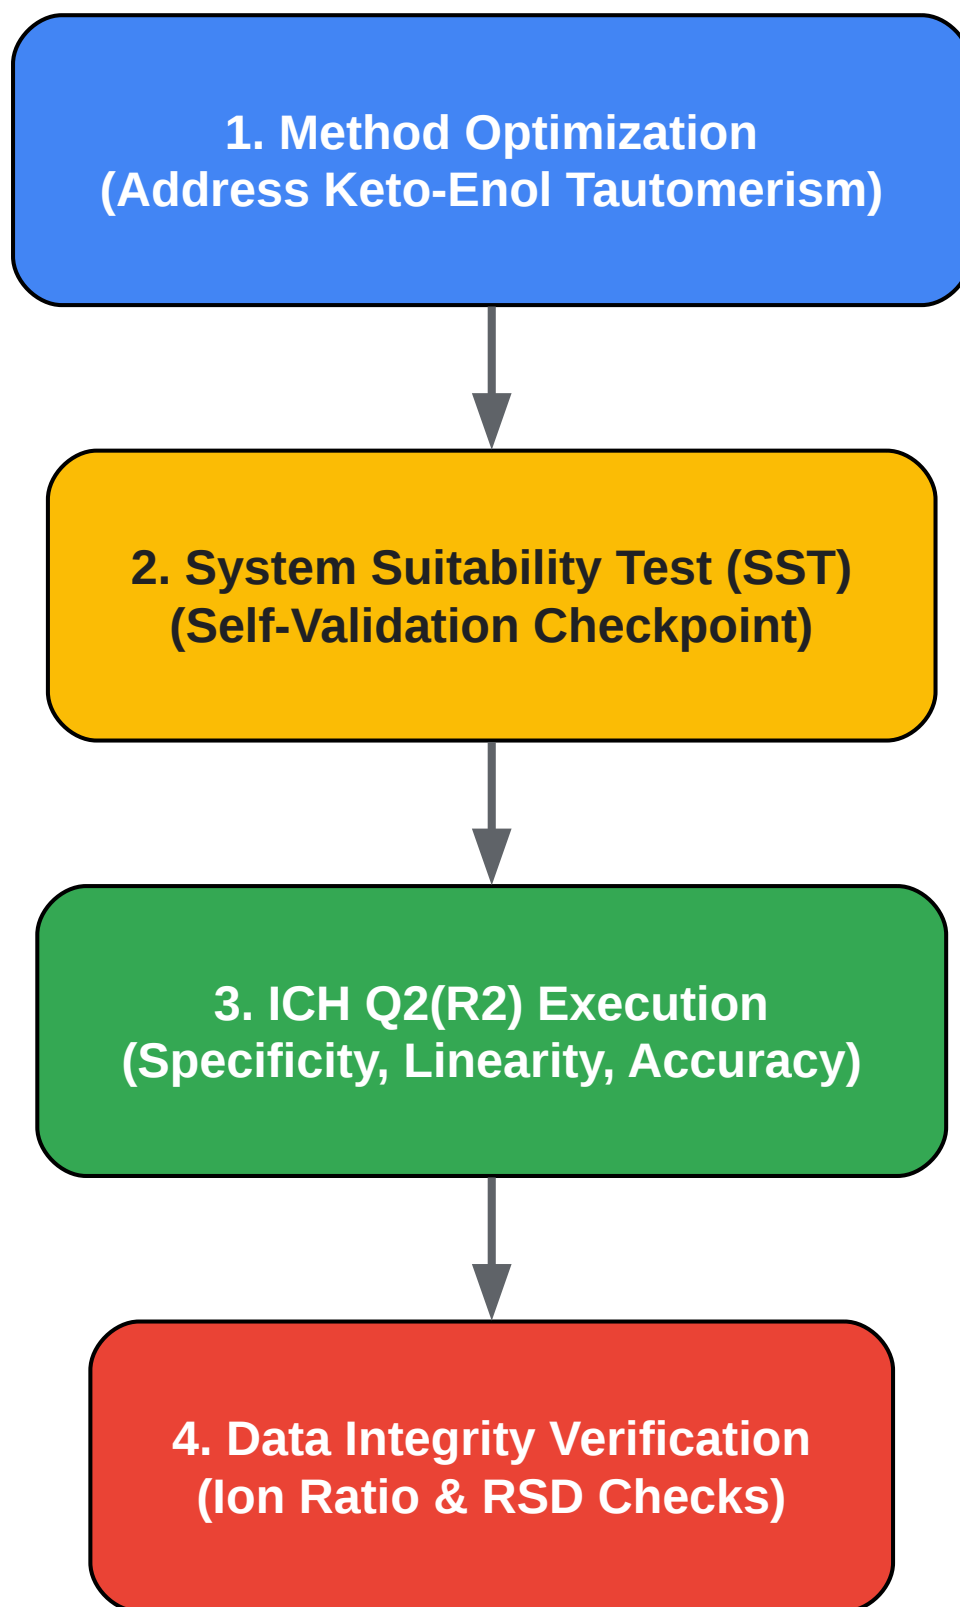 1. Method Optimization
(Address Keto-Enol Tautomerism)
2. System Suitability Test (SST)
(Self-Validation Checkpoint)
3. ICH Q2(R2) Execution
(Specificity, Linearity, Accuracy)
4. Data Integrity Verification
(Ion Ratio & RSD Checks)